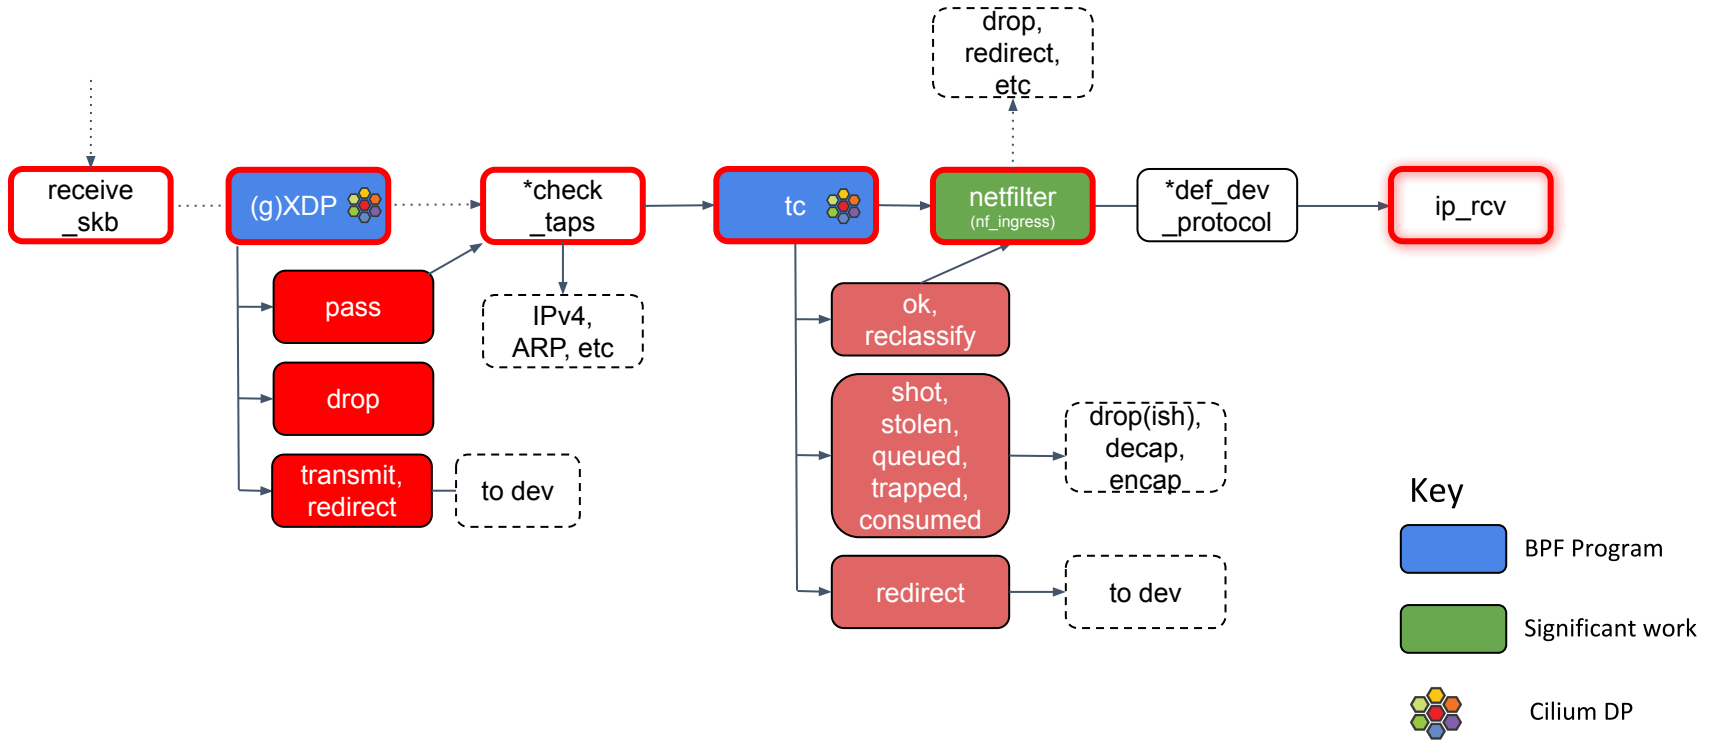 drop,
redirect,
etc
receive
_skb
(g)XDP
*check
_taps
tc
netfilter
(nf_ingress)
*def_dev
_protocol
ip_rcv
pass
IPv4,
ARP, etc
ok,
reclassify
drop
shot,
stolen,
queued,
trapped,
consumed
drop(ish),
decap,
encap
transmit,
redirect
to dev
redirect
to dev
Key
BPF Program
Significant work
Cilium DP